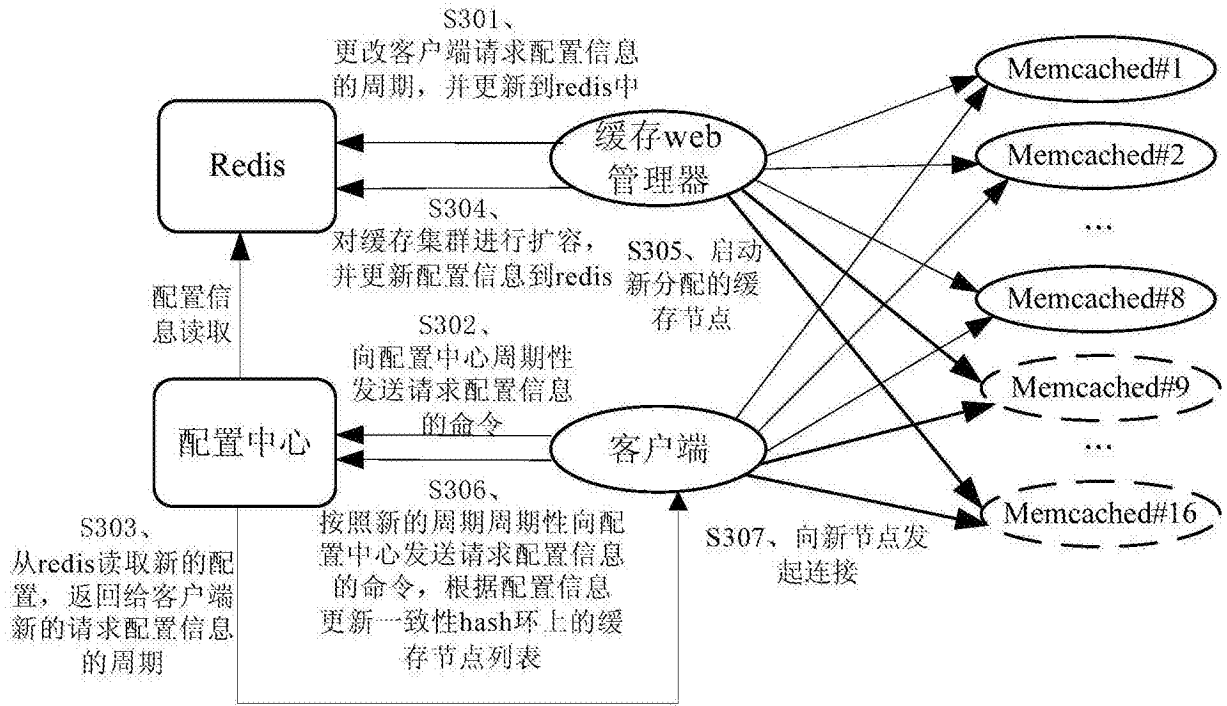 S301、
更改客户端请求配置信息
的周期，并更新到redis中
Redis
缓存web
管理器
S304、
对缓存集群进行扩容，
并更新配置信息到redis
S305、启动
新分配的缓
存节点
Memcached#1
Memcached#2
...
Memcached#8
Memcached#9
...
Memcached#16
配置信
息读取
S302、
向配置中心周期性
发送请求配置信息
的命令
配置中心
客户端
S306、
按照新的周期周期性向配
置中心发送请求配置信息
的命令，根据配置信息
更新一致性hash环上的缓
存节点列表
S303、
从redis读取新的配
置，返回给客户端
新的请求配置信息
的周期
S307、向新节点发
起连接